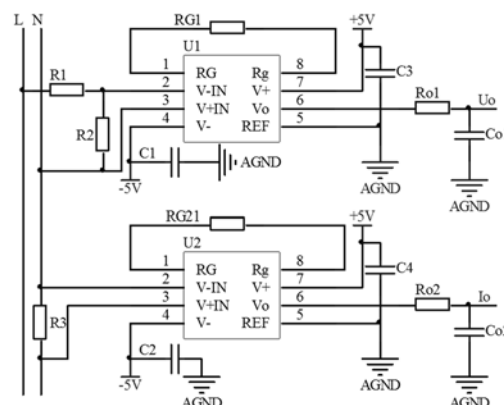 L N
RG1
+5V
U1
R1
1 RG Rg 8
2 V-IN V+ 7
3 V+IN Vo 6
4 V- REF 5
C3
Ro1
Uo
R2
C1
Co
-5V
AGND
AGND
AGND
RG21
+5V
U2
1 RG Rg 8
2 V-IN V+ 7
3 V+IN Vo 6
4 V- REF 5
C4
Ro2
Io
R3
C2
-5V
AGND
AGND
AGND